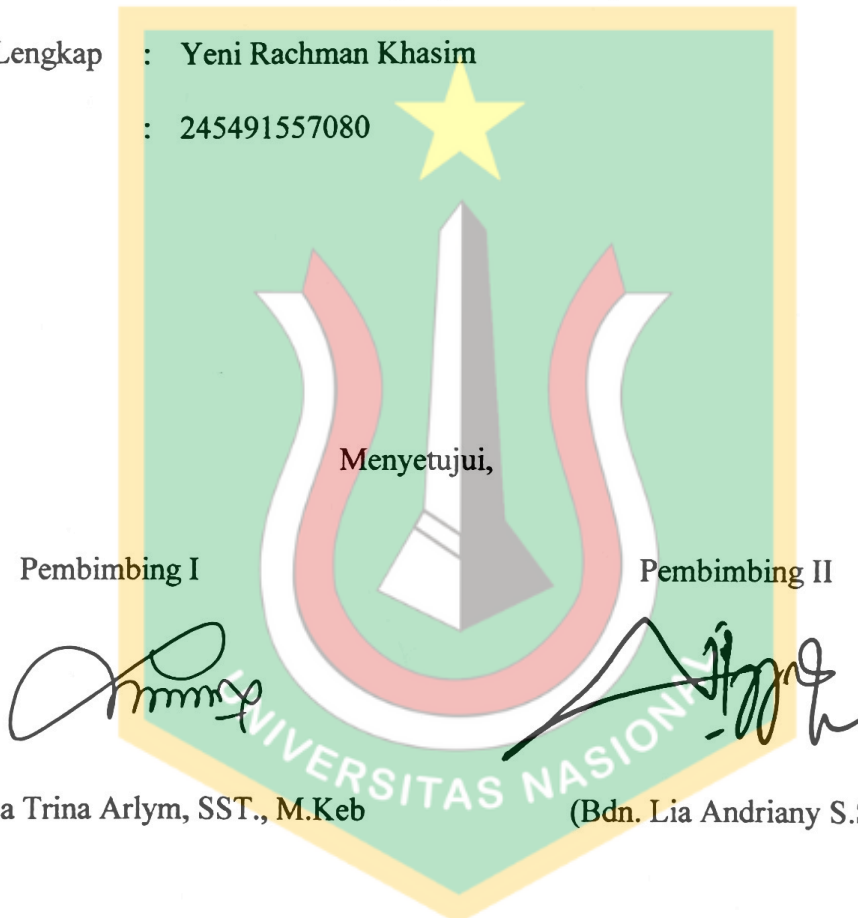 Lengkap : Yeni Rachman Khasim
: 245491557080
Menyetujui,
Pembimbing I Pembimbing II
UNIVERSITAS NASIONAL
a Trina Arlym, SST., M.Keb (Bdn. Lia Andriany S.S